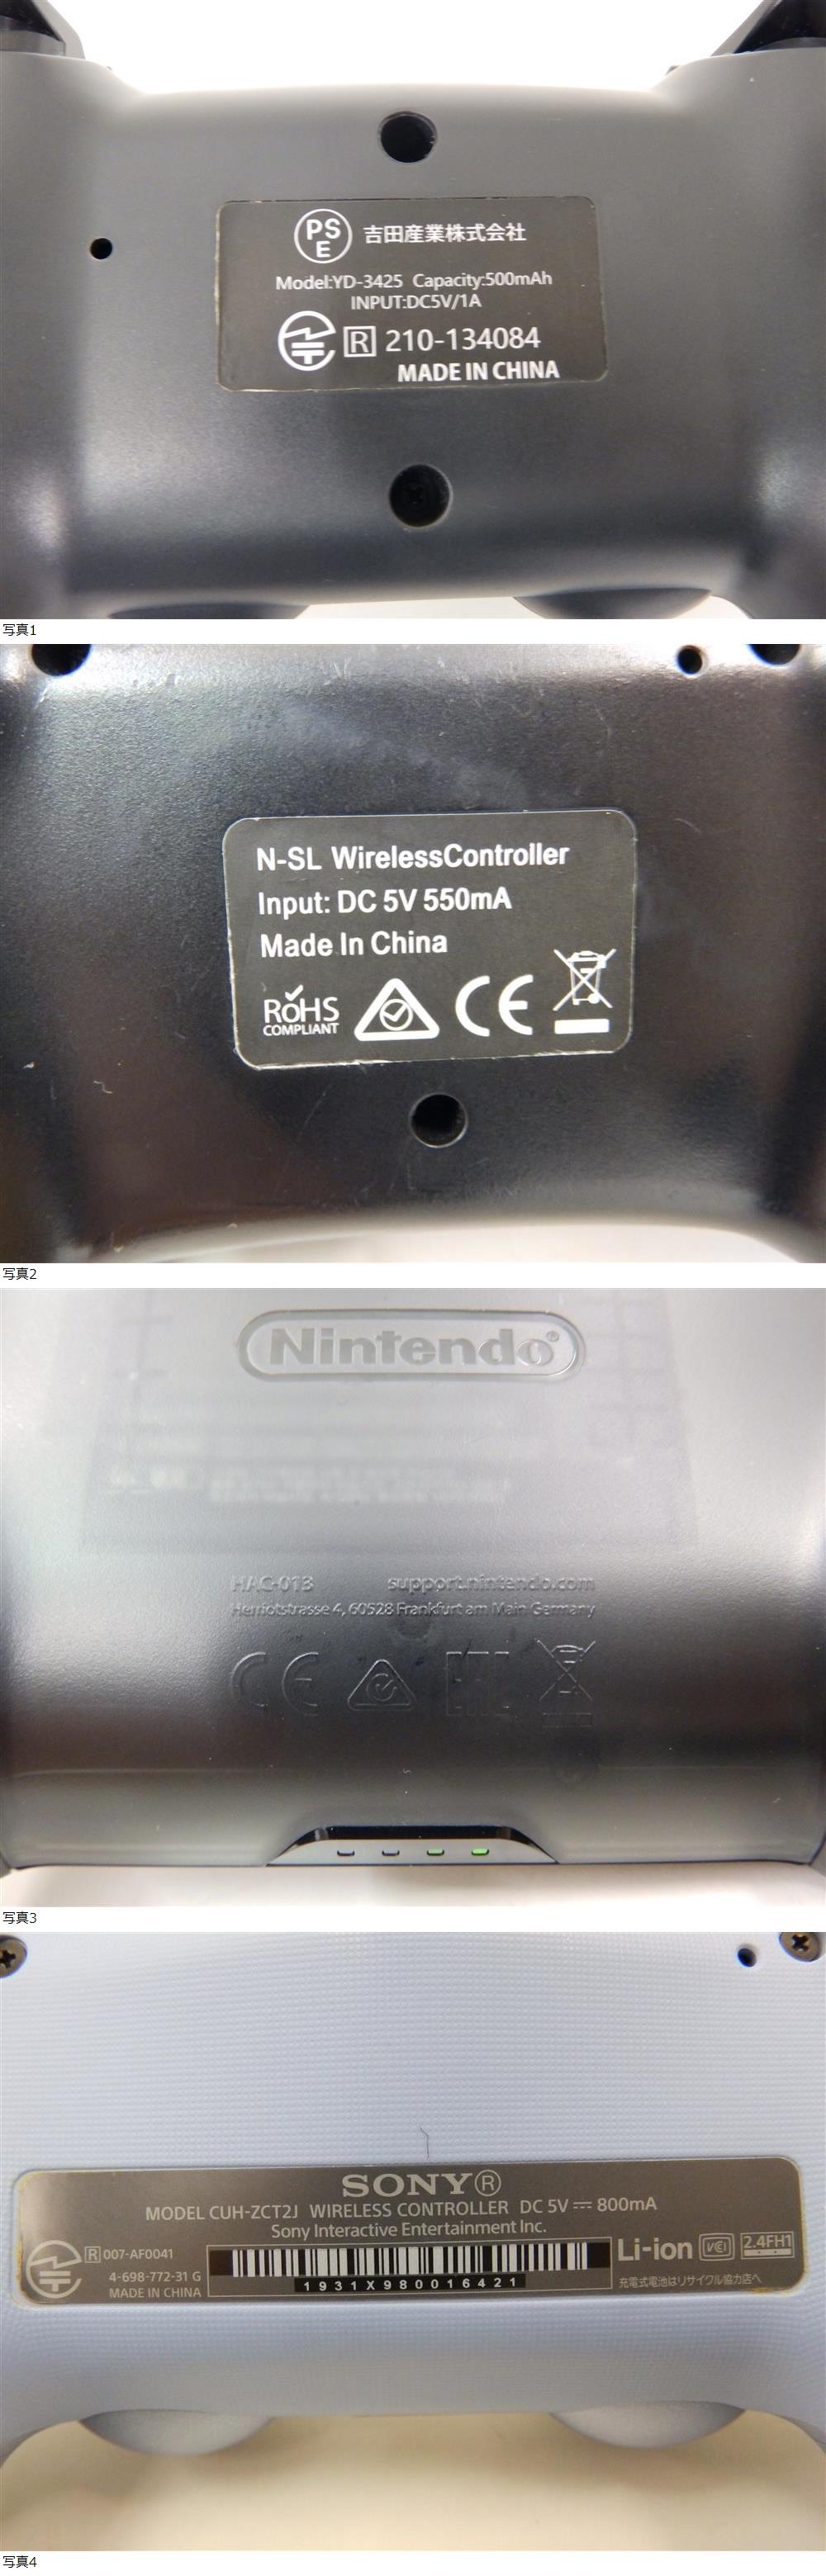 PSE 吉田産業株式会社
Model:YD-3425 Capacity:500mAh
INPUT:DC5V/1A
R 210-134084
MADE IN CHINA
写真1
N-SL WirelessController
Input: DC 5V 550mA
Made In China
RoHS
COMPLIANT
CE
写真2
Nintendo®
HAC-013 support.nintendo.com
Herriotstrasse 4, 60528 Frankfurt am Main Germany
CE EAC
写真3
SONY®
MODEL CUH-ZCT2J WIRELESS CONTROLLER DC 5V 800mA
Sony Interactive Entertainment Inc.
R 007-AF0041
4-698-772-31 G
MADE IN CHINA
1931X980016421
Li-ion VCI 2.4FH1
充電式電池はリサイクル協力店へ
写真4